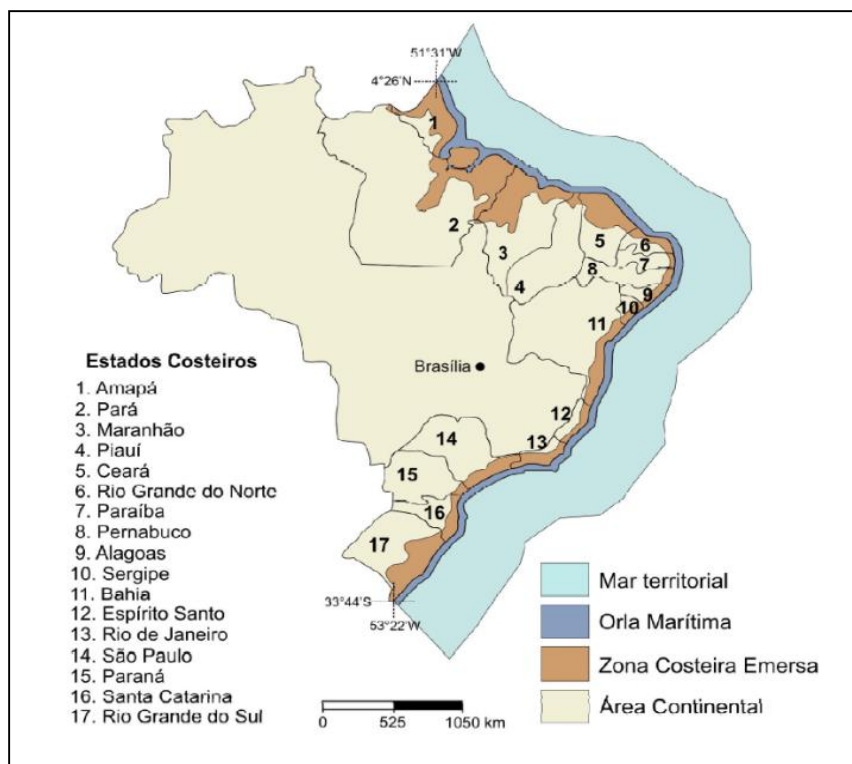 51°31'W
4°26'N
1
2
3
4
5
6
7
8
9
10
11
Brasília
12
13
14
15
16
17
33°44'S
53°22'W
Estados Costeiros
1. Amapá
2. Pará
3. Maranhão
4. Piauí
5. Ceará
6. Rio Grande do Norte
7. Paraíba
8. Pernabuco
9. Alagoas
10. Sergipe
11. Bahia
12. Espírito Santo
13. Rio de Janeiro
14. São Paulo
15. Paraná
16. Santa Catarina
17. Rio Grande do Sul
0 525 1050 km
Mar territorial
Orla Marítima
Zona Costeira Emersa
Área Continental